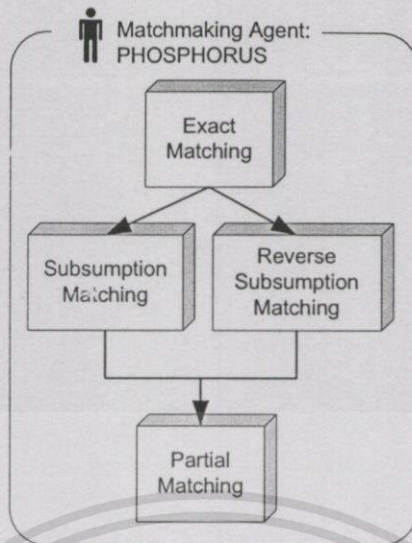 Matchmaking Agent:
PHOSPHORUS
Exact
Matching
Subsumption
Matching
Reverse
Subsumption
Matching
Partial
Matching